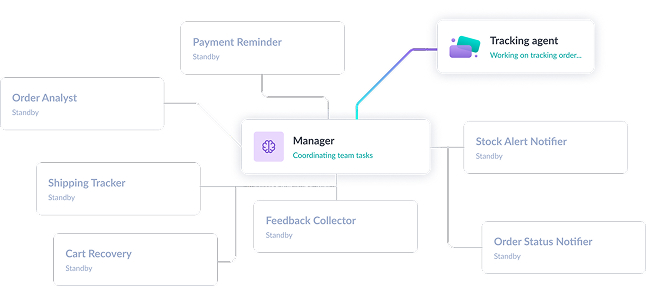 Payment Reminder
Standby
Tracking agent
Working on tracking order...
Order Analyst
Standby
Manager
Coordinating team tasks
Stock Alert Notifier
Standby
Shipping Tracker
Standby
Feedback Collector
Standby
Cart Recovery
Standby
Order Status Notifier
Standby